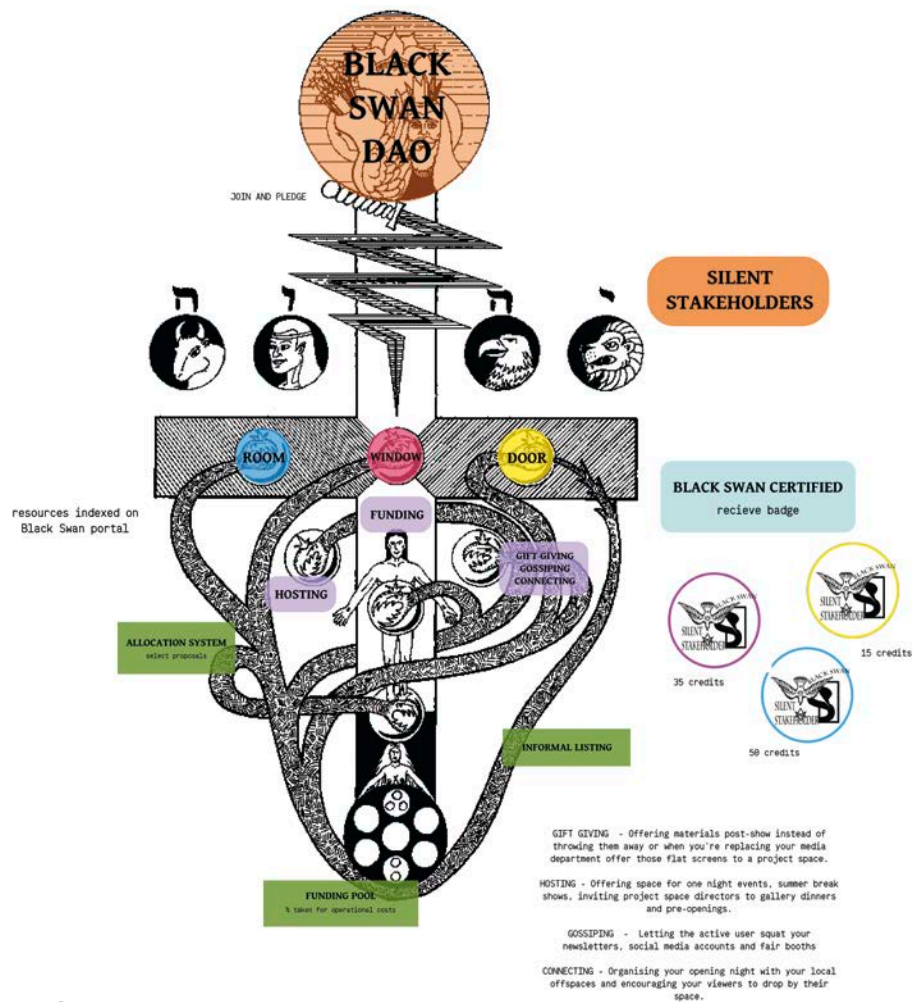 BLACK
SWAN
DAO
JOIN AND PLEDGE
SILENT
STAKEHOLDERS
ה
ו
ה
י
ROOM
WINDOW
DOOR
BLACK SWAN CERTIFIED
recieve badge
resources indexed on
Black Swan portal
FUNDING
GIFT GIVING
GOSSIPING
CONNECTING
HOSTING
ALLOCATION SYSTEM
select proposals
BLACK SWAN
SILENT
STAKEHOLDER
35 credits
BLACK SWAN
SILENT
STAKEHOLDER
15 credits
BLACK SWAN
SILENT
STAKEHOLDER
50 credits
INFORMAL LISTING
FUNDING POOL
% taken for operational costs
GIFT GIVING - Offering materials post-show instead of
throwing them away or when you're replacing your media
department offer those flat screens to a project space.
HOSTING - Offering space for one night events, summer break
shows, inviting project space directors to gallery dinners
and pre-openings.
GOSSIPING - Letting the active user squat your
newsletters, social media accounts and fair booths
CONNECTING - Organising your opening night with your local
offspaces and encouraging your viewers to drop by their
space.